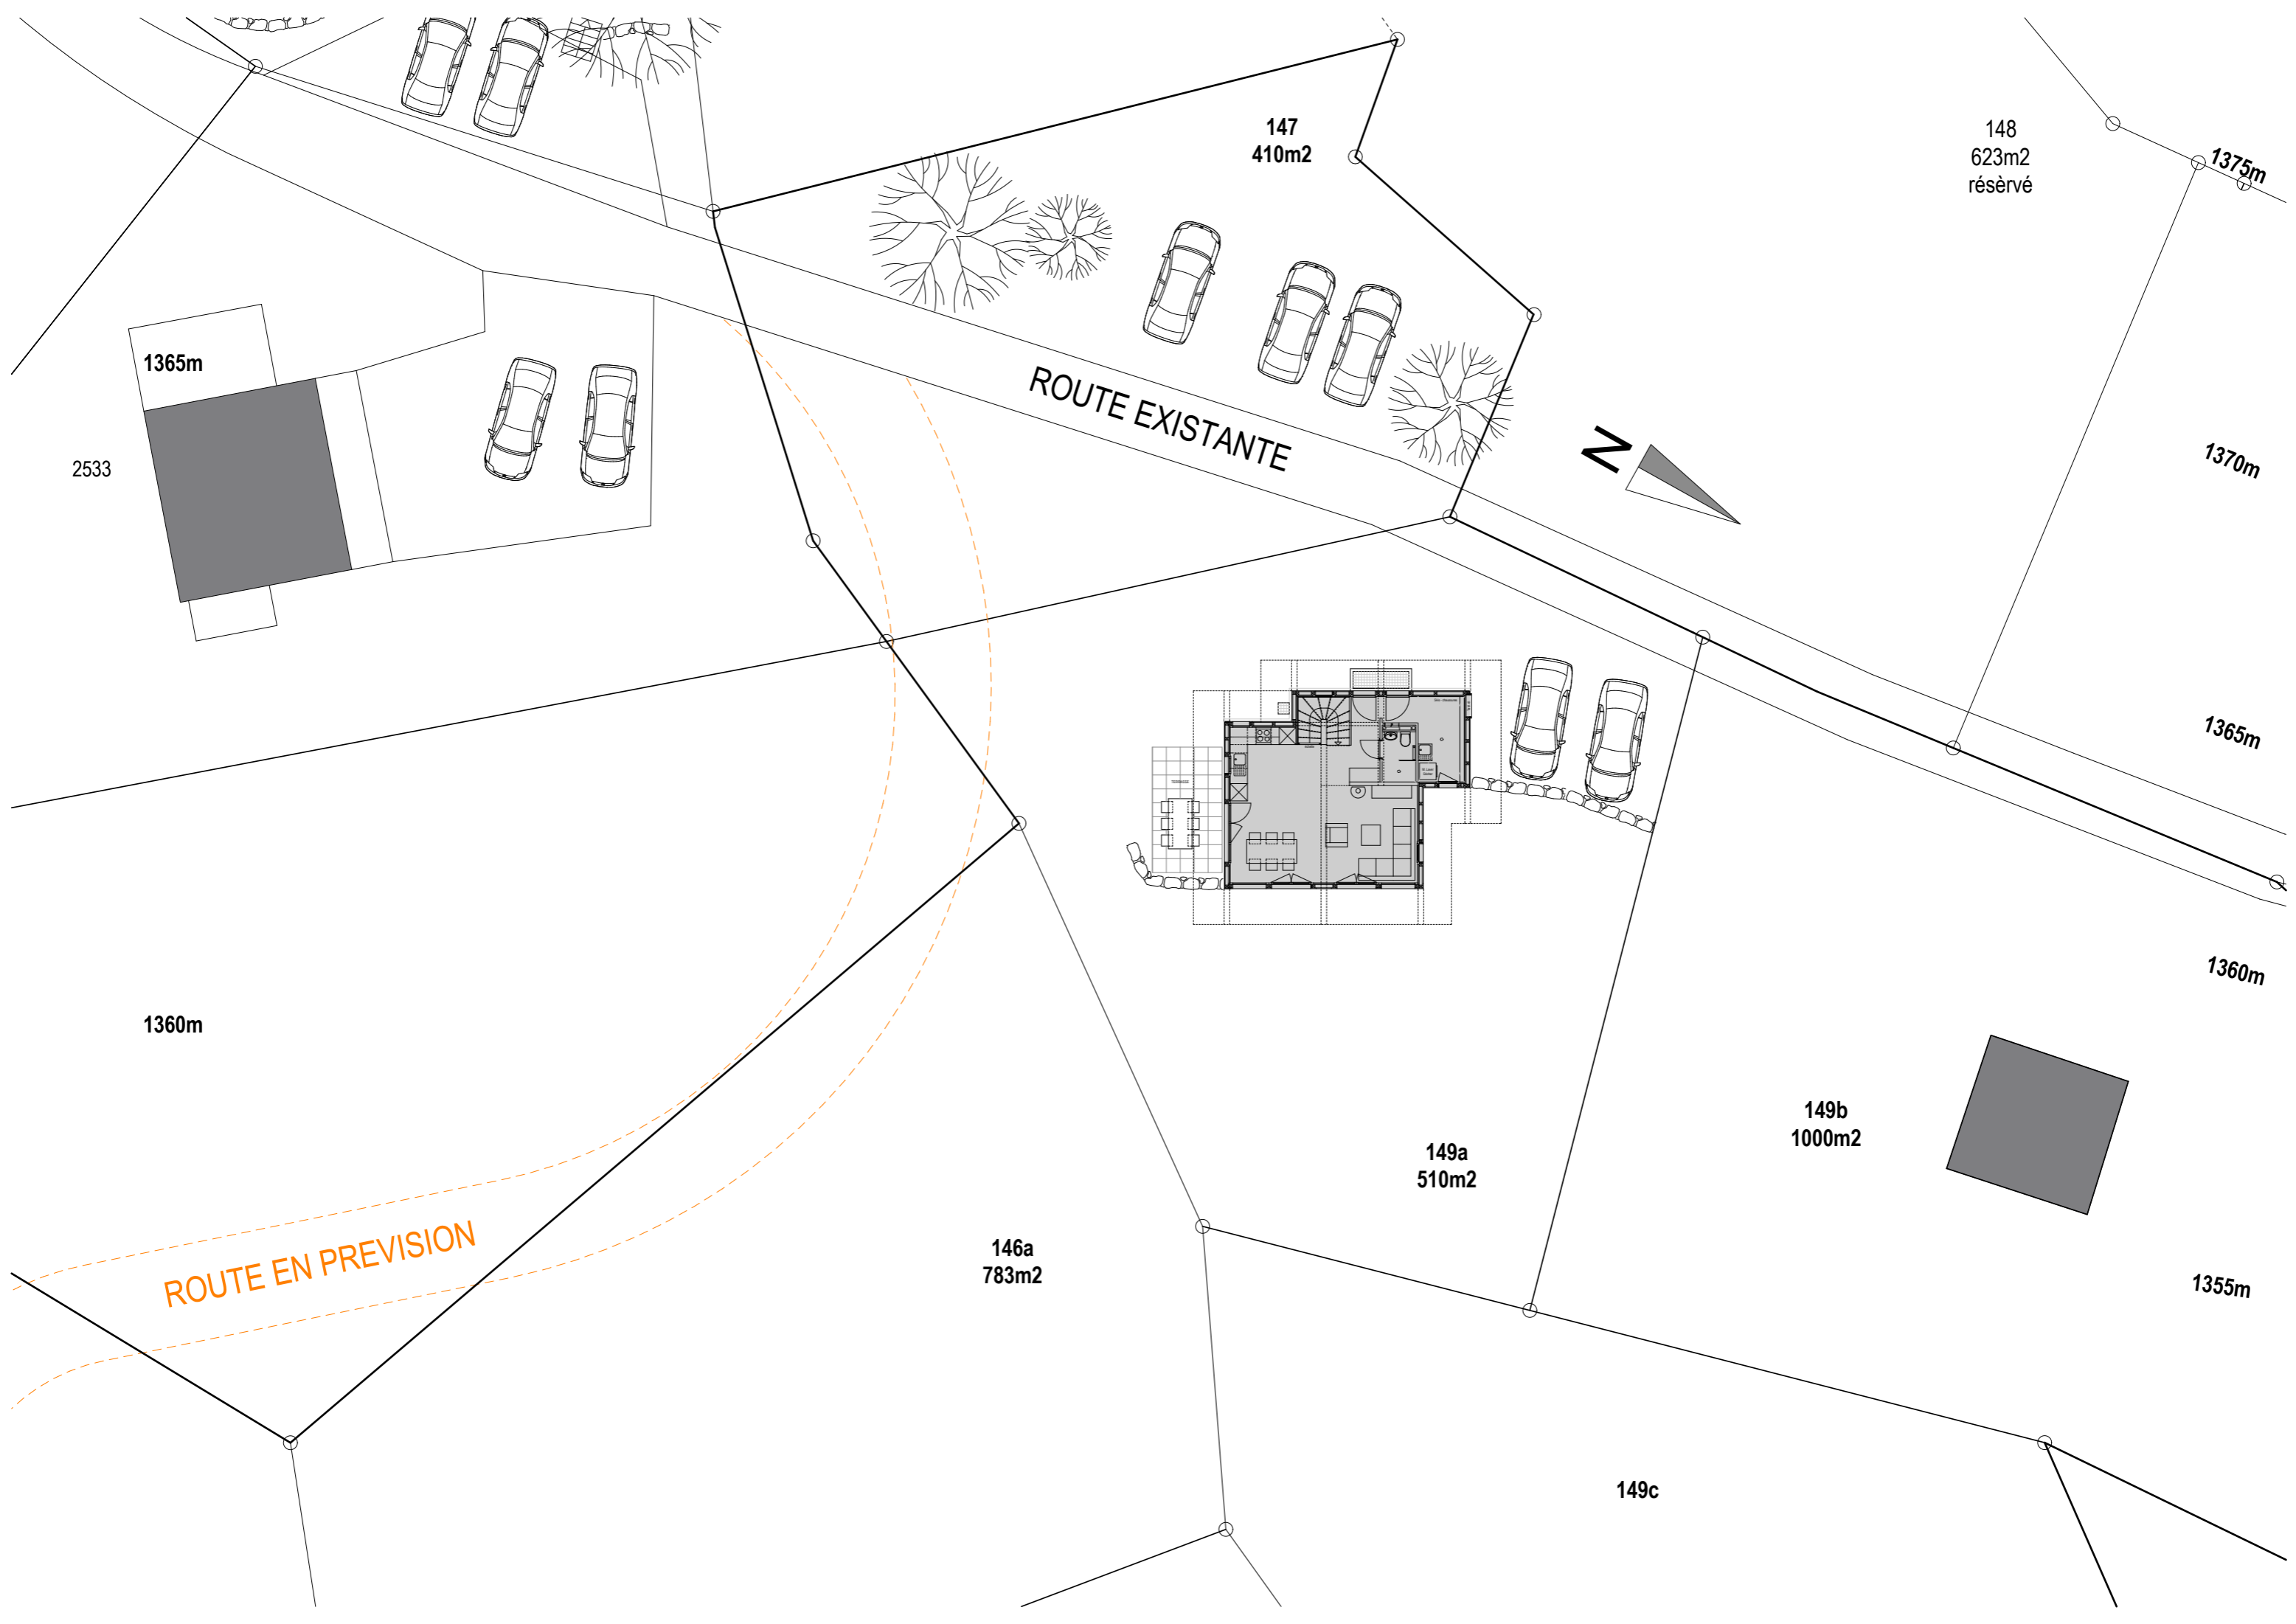 147
410m2
148
623m2
résèrvé
1375m
1365m
ROUTE EXISTANTE
N
2533
1370m
1365m
1360m
1360m
149b
1000m2
149a
510m2
146a
783m2
ROUTE EN PREVISION
1355m
149c